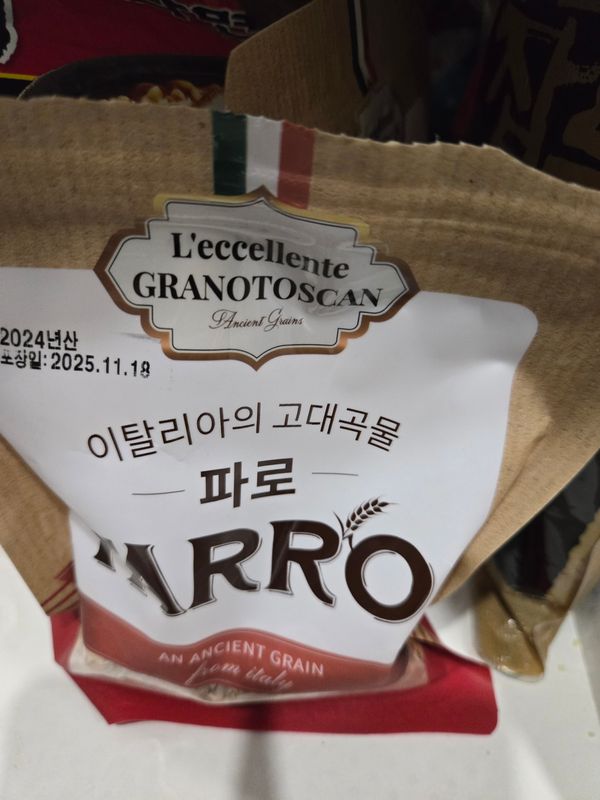 L'eccellente
GRANOTOSCAN
Ancient Grains
2024년산
포장일: 2025.11.18
이탈리아의 고대곡물
파로
ARRO
AN ANCIENT GRAIN
from italy